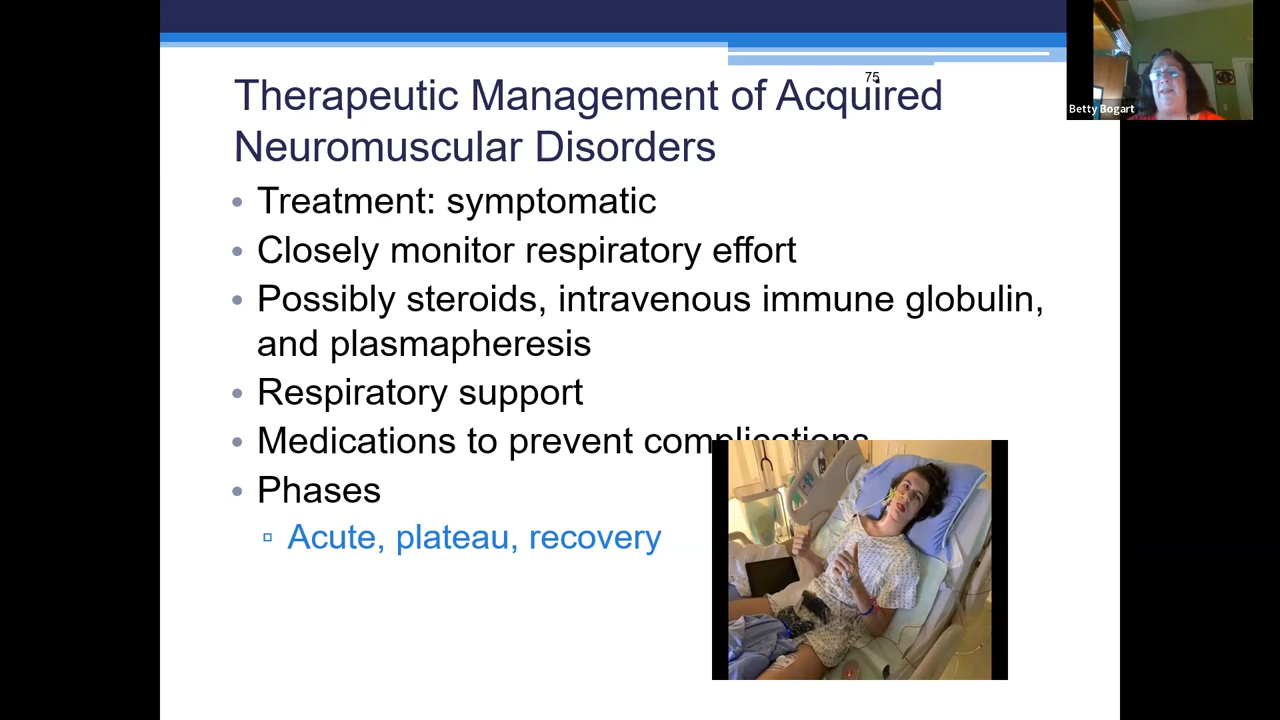 75
Therapeutic Management of Acquired
Neuromuscular Disorders
• Treatment: symptomatic
• Closely monitor respiratory effort
• Possibly steroids, intravenous immune globulin,
and plasmapheresis
• Respiratory support
• Medications to prevent complications
• Phases
▫ Acute, plateau, recovery
Betty Bogart